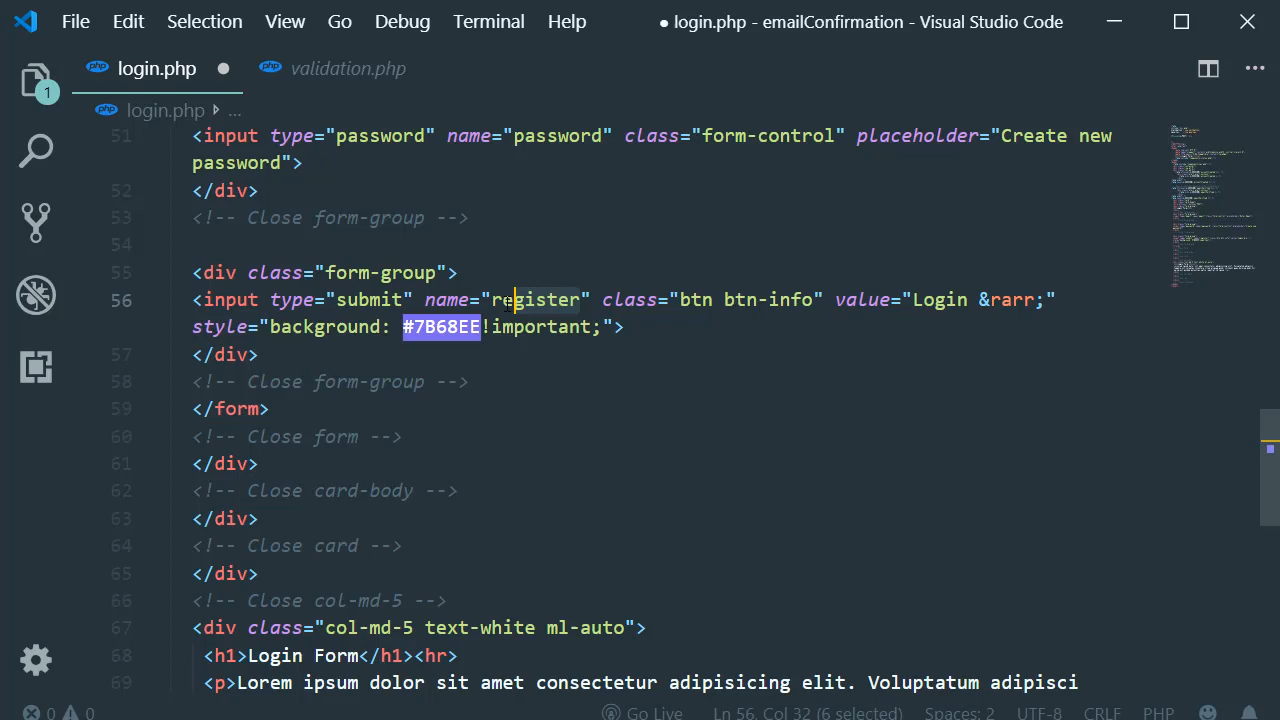 File Edit Selection View Go Debug Terminal Help ● login.php - emailConfirmation - Visual Studio Code
1
php login.php ● php validation.php
php login.php ...
51 <input type="password" name="password" class="form-control" placeholder="Create new
password">
52 </div>
53 <!-- Close form-group -->
54
55 <div class="form-group">
56 <input type="submit" name="register" class="btn btn-info" value="Login &rarr;"
style="background: #7B68EE!important;">
57 </div>
58 <!-- Close form-group -->
59 </form>
60 <!-- Close form -->
61 </div>
62 <!-- Close card-body -->
63 </div>
64 <!-- Close card -->
65 </div>
66 <!-- Close col-md-5 -->
67 <div class="col-md-5 text-white ml-auto">
68 <h1>Login Form</h1><hr>
69 <p>Lorem ipsum dolor sit amet consectetur adipisicing elit. Voluptatum adipisci
0 0 Go Live Ln 56, Col 32 (6 selected) Spaces: 2 UTF-8 CRLF PHP